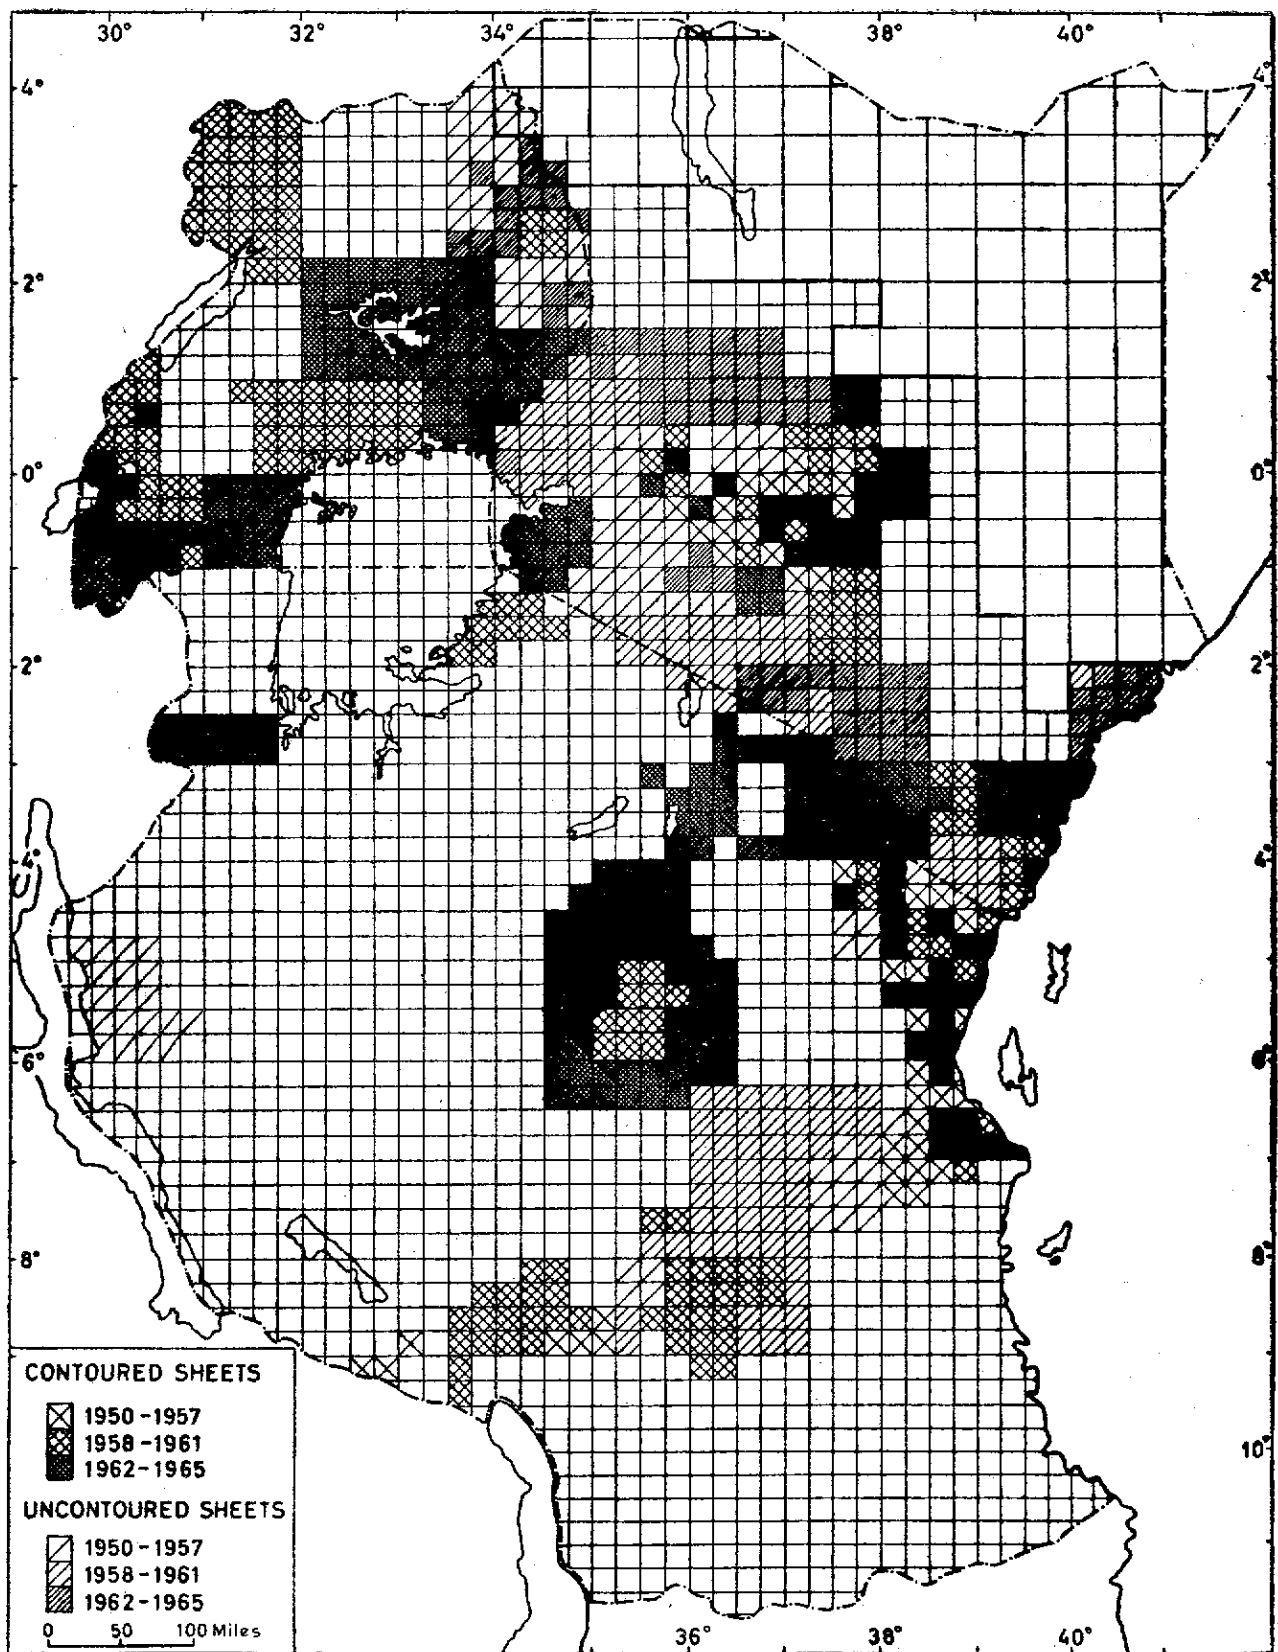 30° 32° 34° 38° 40°
4° 4°
2° 2°
0° 0°
2° 2°
4° 4°
6° 6°
8° 8°
10°
CONTOURED SHEETS
1950-1957
1958-1961
1962-1965
UNCONTOURED SHEETS
1950-1957
1958-1961
1962-1965
0 50 100 Miles
36° 38° 40°